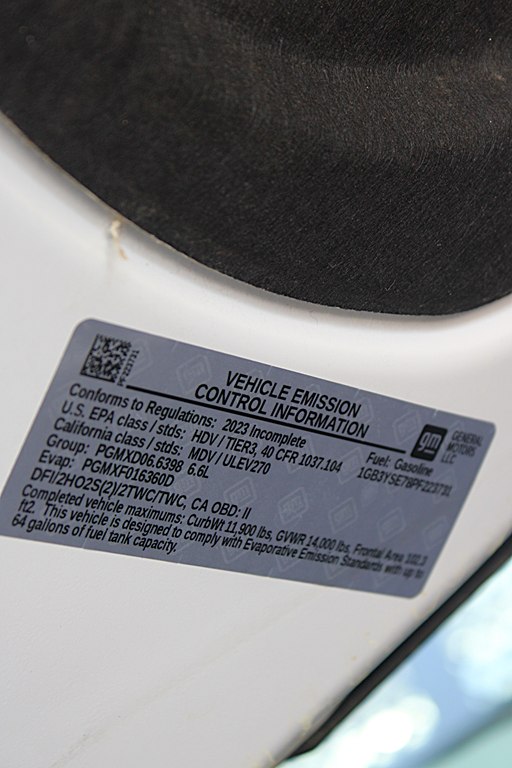 VEHICLE EMISSION
CONTROL INFORMATION
gm GENERAL
MOTORS
LLC
Conforms to Regulations: 2023 Incomplete Fuel: Gasoline
U.S. EPA class / stds: HDV / TIER3, 40 CFR 1037.104
California class / stds: MDV / ULEV270
Group: PGMXD06.6398 6.6L
Evap: PGMXF016360D
DFI/2HO2S(2)/2TWC/TWC, CA OBD: II
Completed vehicle maximums: CurbWt 11,900 lbs, GVWR 14,000 lbs, Frontal Area
ft2. This vehicle is designed to comply with Evaporative Emission Standards with up to
64 gallons of fuel tank capacity.